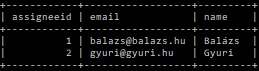 +------------+------------------+--------+
| assigneeid | email            | name   |
+------------+------------------+--------+
|          1 | balazs@balazs.hu | Balázs |
|          2 | gyuri@gyuri.hu   | Gyuri  |
+------------+------------------+--------+